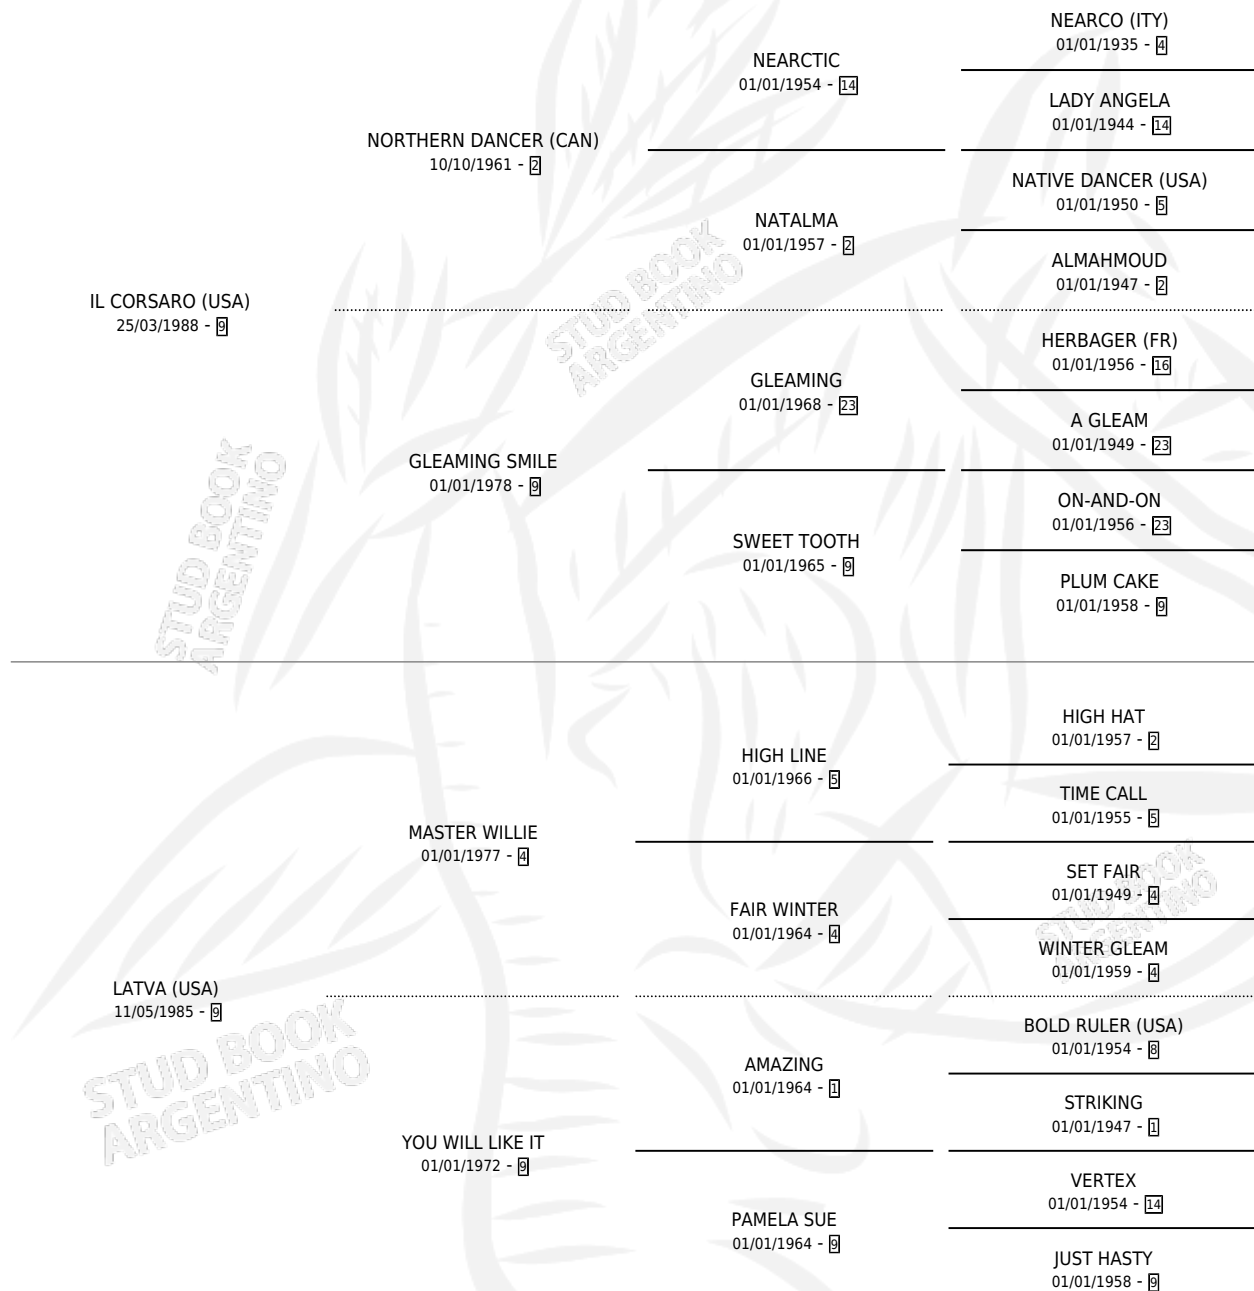 NEARCO (ITY)
01/01/1935 - 4
NEARCTIC
01/01/1954 - 14
LADY ANGELA
01/01/1944 - 14
NORTHERN DANCER (CAN)
10/10/1961 - 2
NATIVE DANCER (USA)
01/01/1950 - 5
NATALMA
01/01/1957 - 2
ALMAHMOUD
01/01/1947 - 2
IL CORSARO (USA)
25/03/1988 - 9
STUD BOOK
ARGENTINO
HERBAGER (FR)
01/01/1956 - 16
GLEAMING
01/01/1968 - 23
A GLEAM
01/01/1949 - 23
GLEAMING SMILE
01/01/1978 - 9
ON-AND-ON
01/01/1956 - 23
SWEET TOOTH
01/01/1965 - 9
PLUM CAKE
01/01/1958 - 9
STUD BOOK
ARGENTINO
HIGH HAT
01/01/1957 - 2
HIGH LINE
01/01/1966 - 5
TIME CALL
01/01/1955 - 5
MASTER WILLIE
01/01/1977 - 4
SET FAIR
01/01/1949 - 4
FAIR WINTER
01/01/1964 - 4
WINTER GLEAM
01/01/1959 - 4
STUD BOOK
ARGENTINO
LATVA (USA)
11/05/1985 - 9
BOLD RULER (USA)
01/01/1954 - 8
AMAZING
01/01/1964 - 1
STRIKING
01/01/1947 - 1
STUD BOOK
ARGENTINO
YOU WILL LIKE IT
01/01/1972 - 9
VERTEX
01/01/1954 - 14
PAMELA SUE
01/01/1964 - 9
JUST HASTY
01/01/1958 - 9